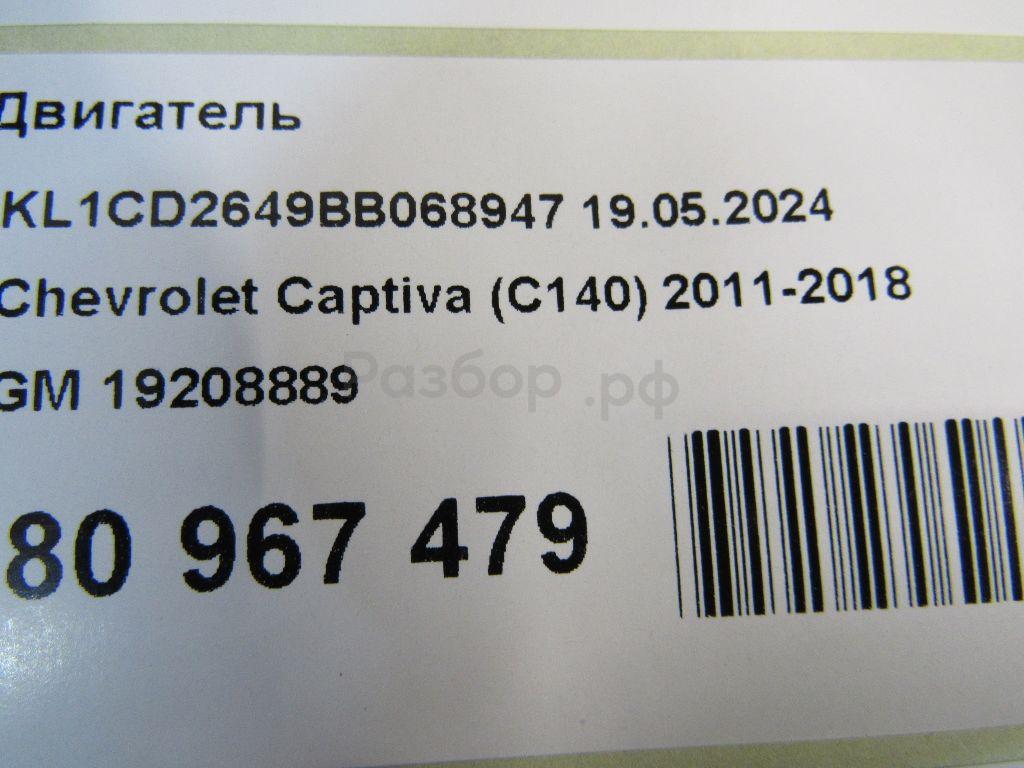 Двигатель
KL1CD2649BB068947 19.05.2024
Chevrolet Captiva (C140) 2011-2018
GM 19208889
Разбор.рф
80 967 479